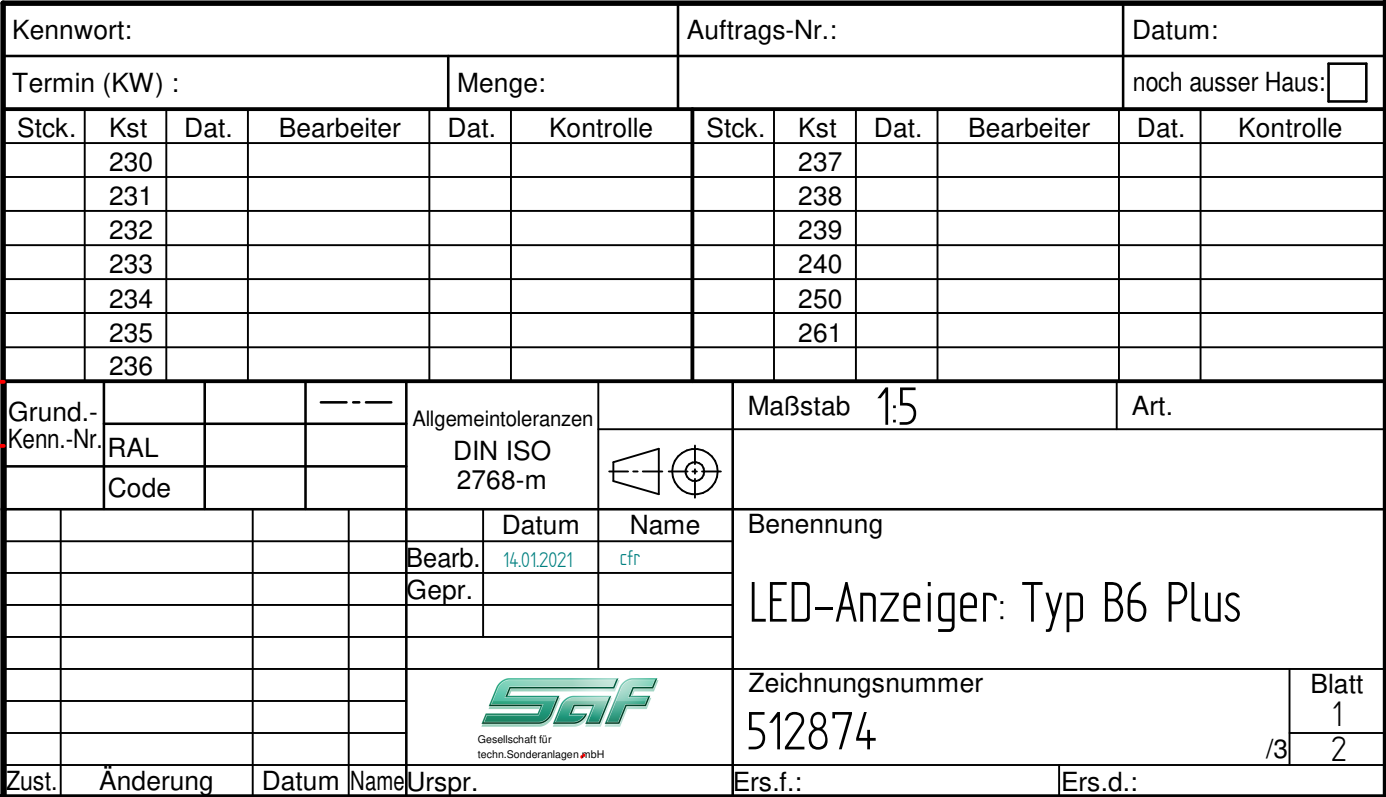 Kennwort: Auftrags-Nr.: Datum:
Termin (KW) : Menge: noch ausser Haus:
Stck. Kst Dat. Bearbeiter Dat. Kontrolle Stck. Kst Dat. Bearbeiter Dat. Kontrolle
230 237
231 238
232 239
233 240
234 250
235 261
236
Grund.-
Kenn.-Nr.
RAL
Code
Allgemeintoleranzen
DIN ISO
2768-m
Maßstab 1:5 Art.
Datum Name
Bearb. 14.01.2021 cfr
Gepr.
Benennung
LED-Anzeiger: Typ B6 Plus
SAF
Gesellschaft für
techn.Sonderanlagen mbH
Zeichnungsnummer
512874 /3
Blatt
1
2
Zust. Änderung Datum Name Urspr. Ers.f.: Ers.d.: